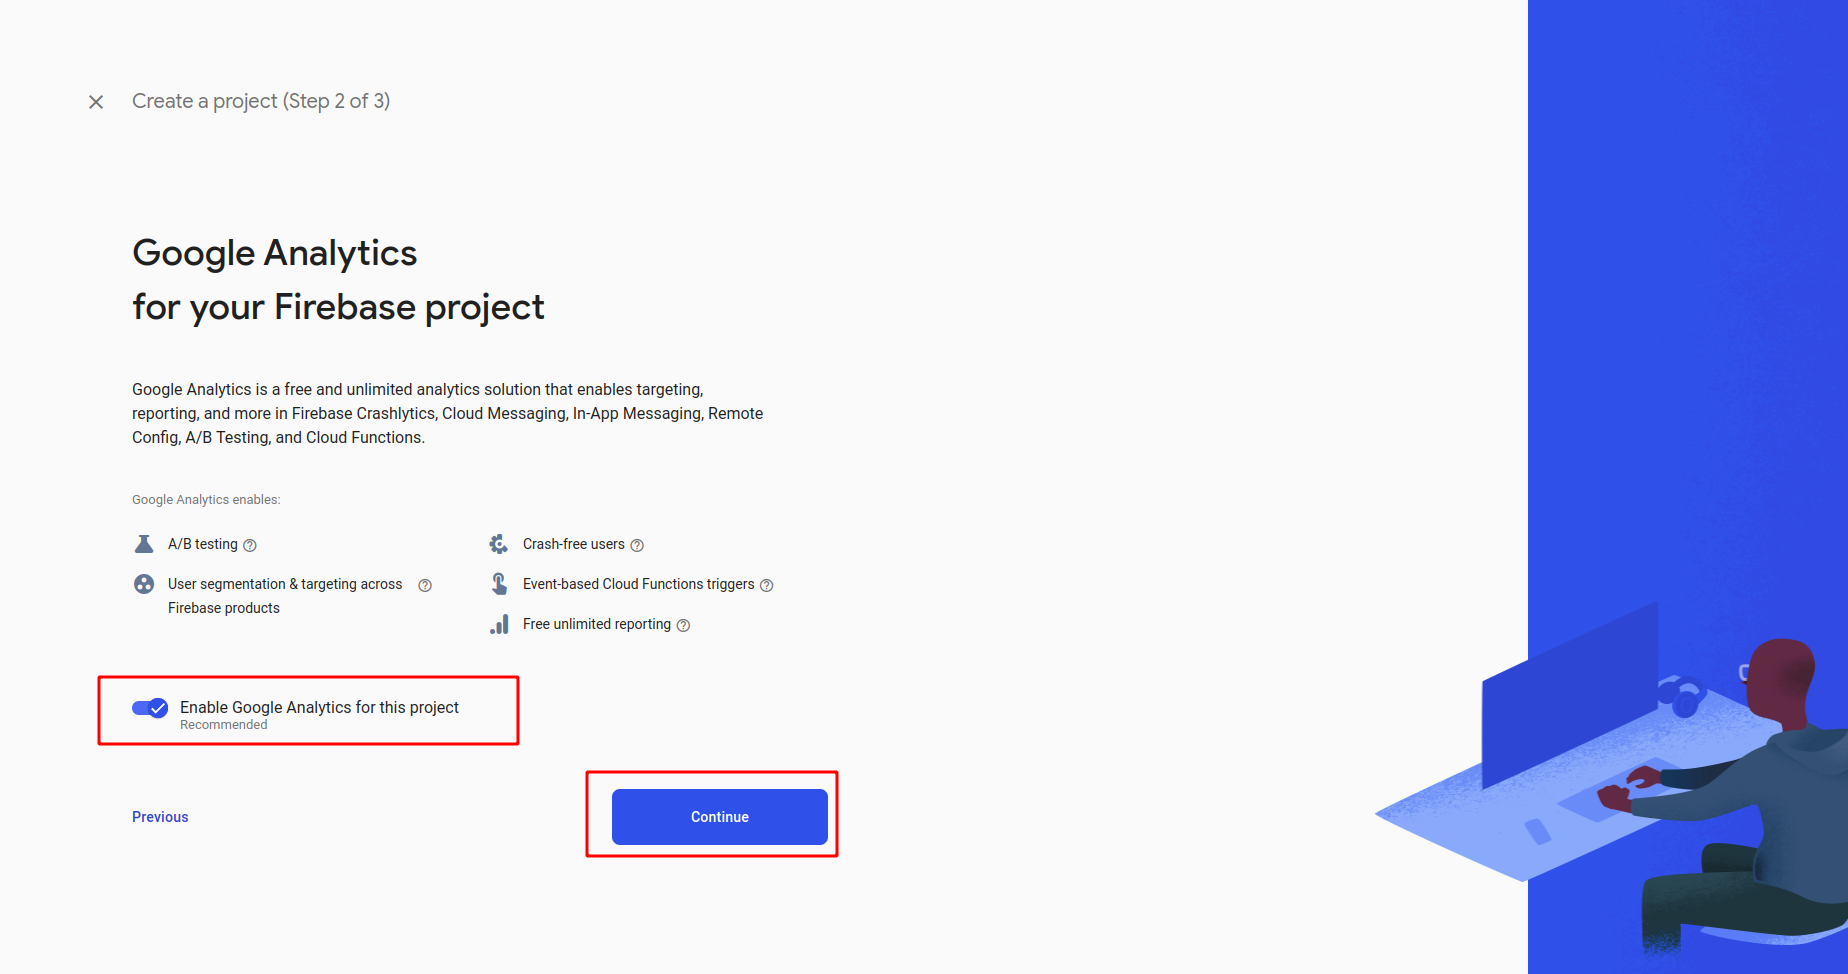 Create a project (Step 2 of 3)
Google Analytics
for your Firebase project
Google Analytics is a free and unlimited analytics solution that enables targeting,
reporting, and more in Firebase Crashlytics, Cloud Messaging, In-App Messaging, Remote
Config, A/B Testing, and Cloud Functions.
Google Analytics enables:
A/B testing
User segmentation & targeting across
Firebase products
Crash-free users
Event-based Cloud Functions triggers
Free unlimited reporting
Enable Google Analytics for this project
Recommended
Previous
Continue